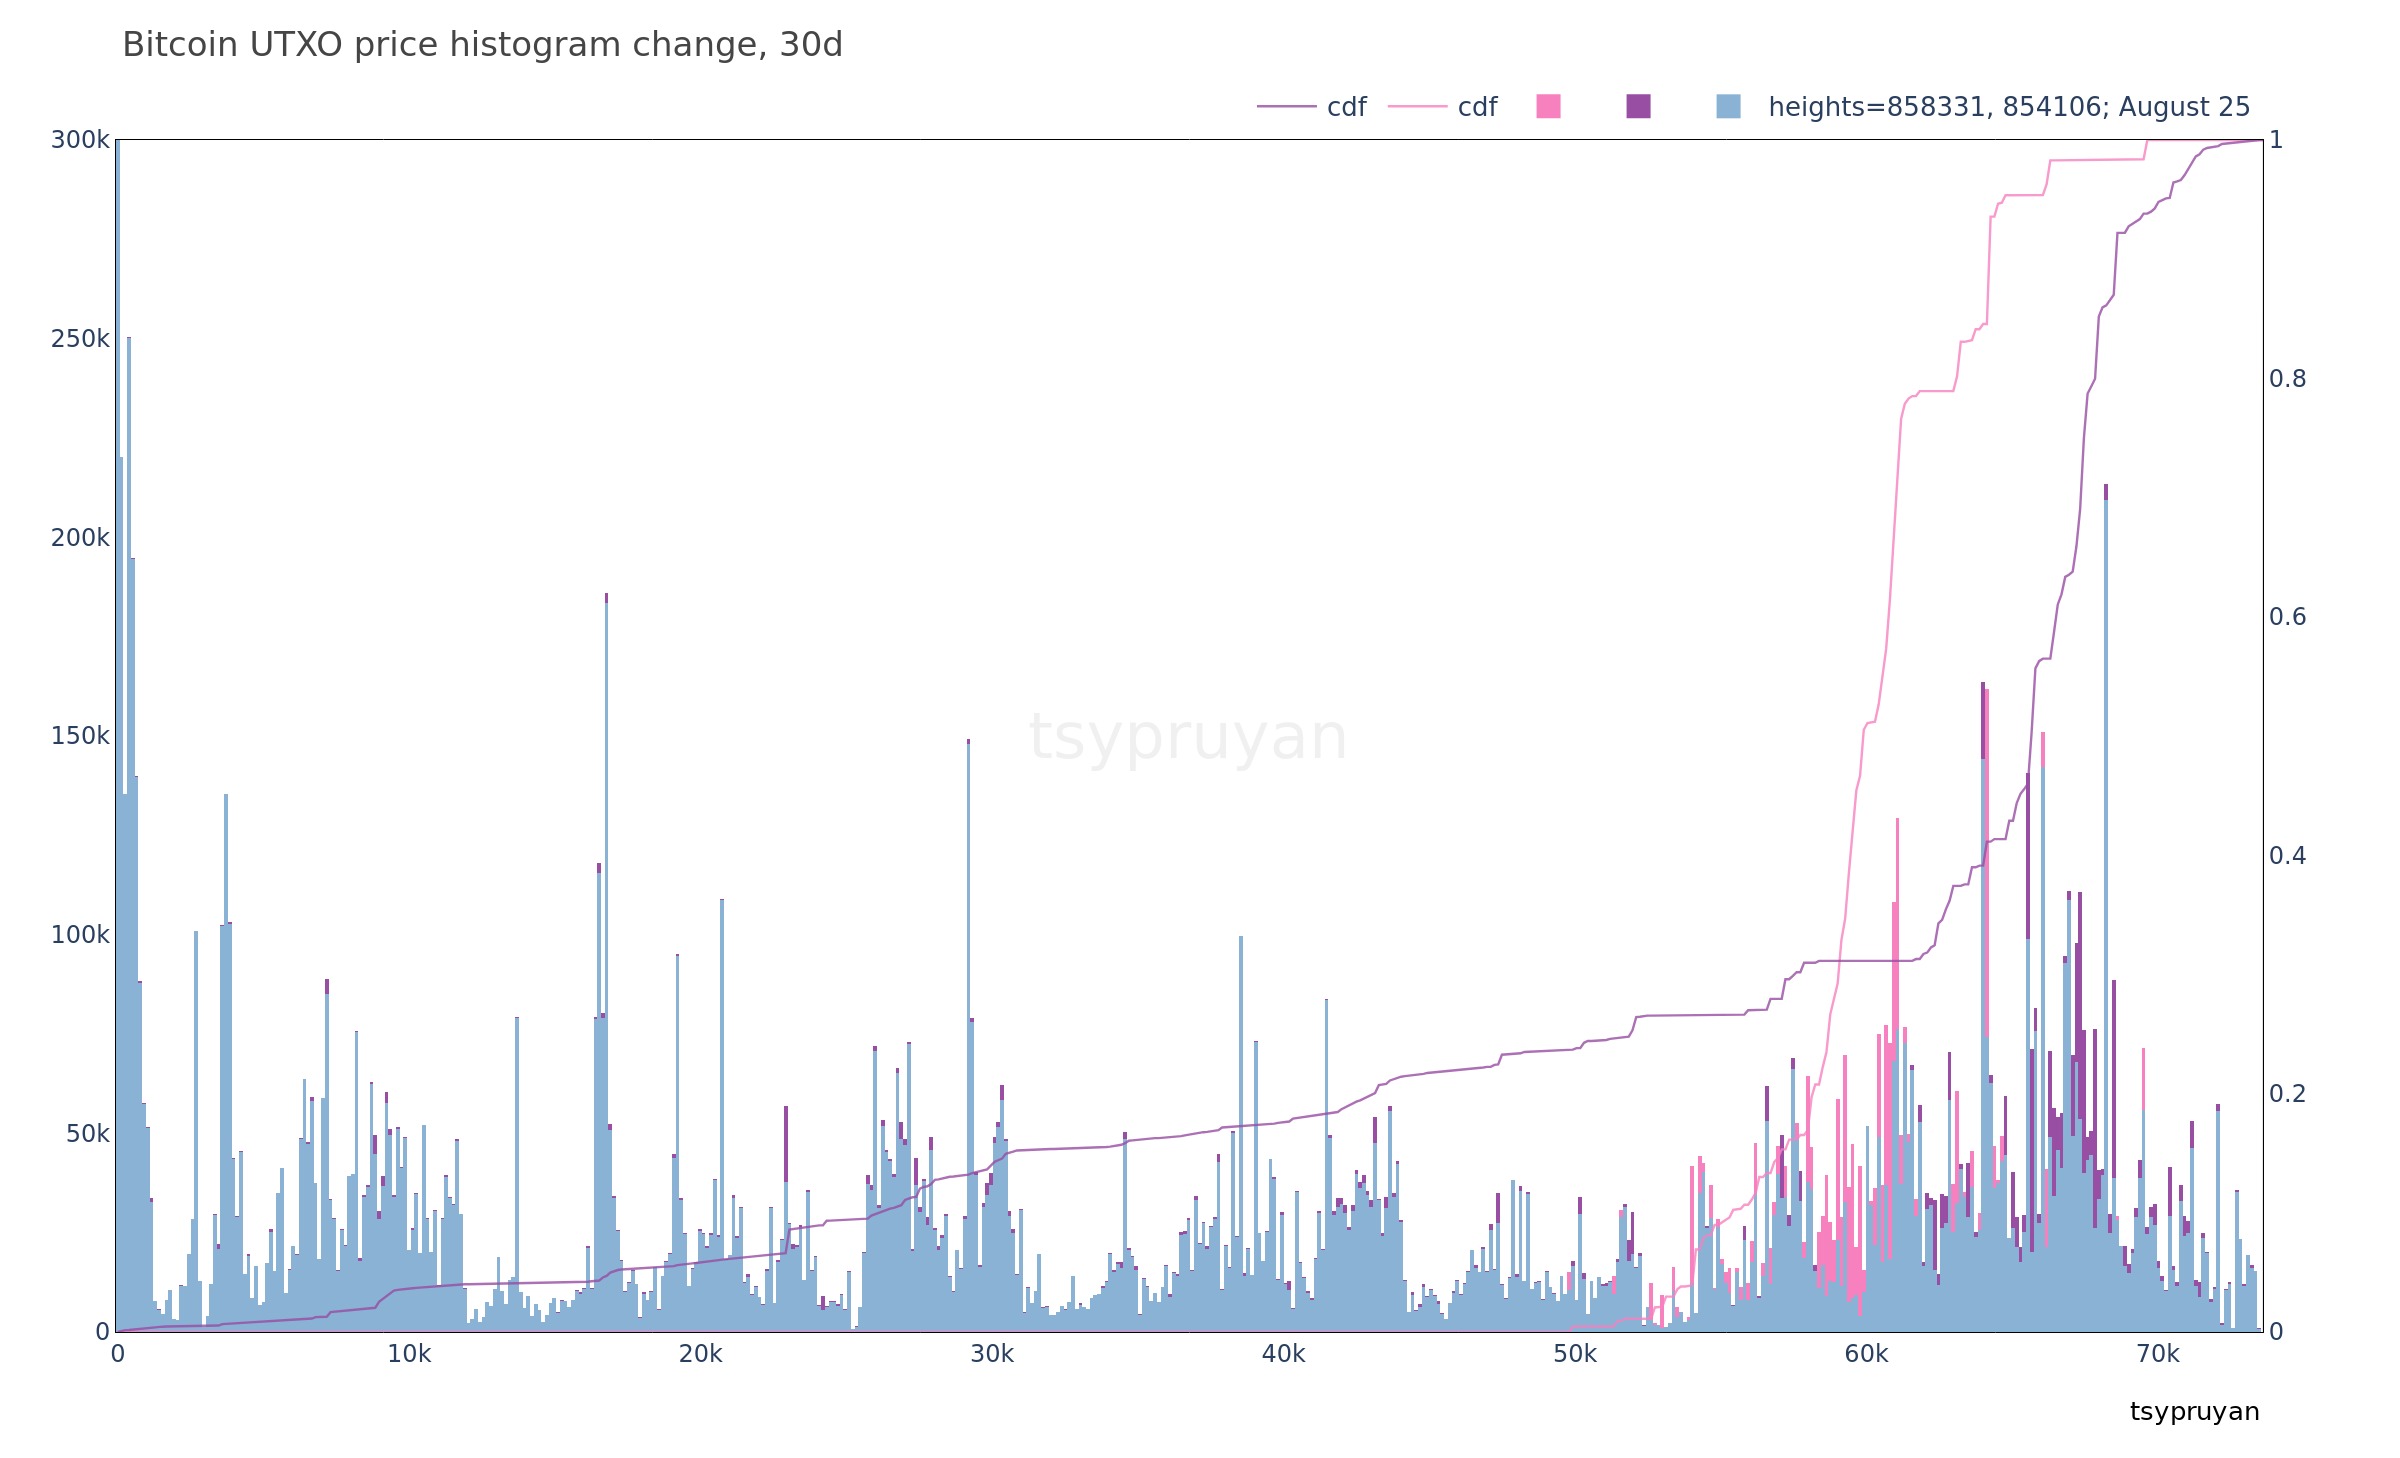 Bitcoin UTXO price histogram change, 30d
cdf cdf heights=858331, 854106; August 25
300k
250k
200k
150k
100k
50k
0
1
0.8
0.6
0.4
0.2
0
tsypruyan
0 10k 20k 30k 40k 50k 60k 70k
tsypruyan